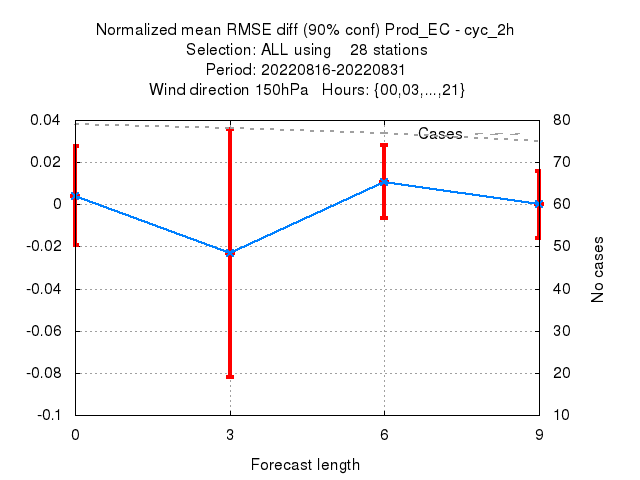 Normalized mean RMSE diff (90% conf) Prod_EC - cyc_2h
Selection: ALL using    28 stations
Period: 20220816-20220831
Wind direction 150hPa   Hours: {00,03,...,21}
0.04
0.02
0
-0.02
-0.04
-0.06
-0.08
-0.1
Cases
80
70
60
50
40
30
20
10
No cases
0
3
6
9
Forecast length